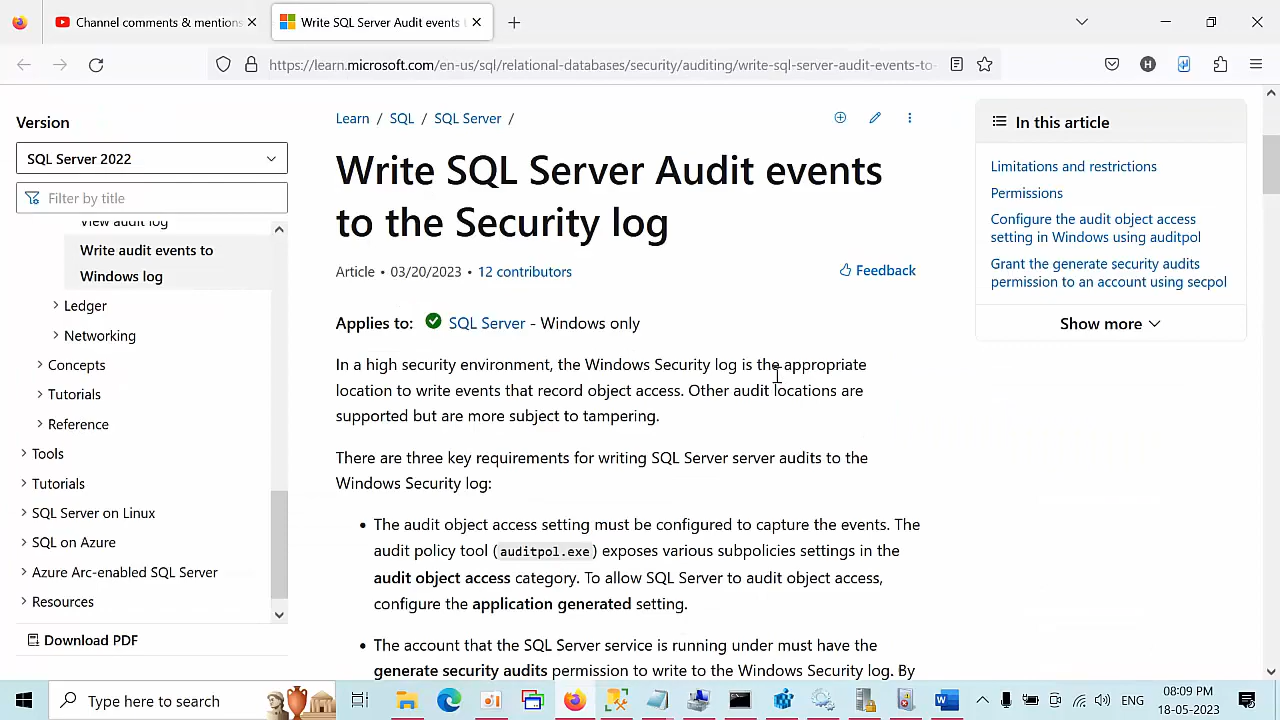 Channel comments & mentions
Write SQL Server Audit events
https://learn.microsoft.com/en-us/sql/relational-databases/security/auditing/write-sql-server-audit-events-to-
H
Version
SQL Server 2022
Filter by title
View audit log
Write audit events to
Windows log
Ledger
Networking
Concepts
Tutorials
Reference
Tools
Tutorials
SQL Server on Linux
SQL on Azure
Azure Arc-enabled SQL Server
Resources
Download PDF
Learn / SQL / SQL Server /
Write SQL Server Audit events
to the Security log
Article • 03/20/2023 • 12 contributors
Feedback
Applies to: SQL Server - Windows only
In a high security environment, the Windows Security log is the appropriate
location to write events that record object access. Other audit locations are
supported but are more subject to tampering.
There are three key requirements for writing SQL Server server audits to the
Windows Security log:
• The audit object access setting must be configured to capture the events. The
audit policy tool (auditpol.exe) exposes various subpolicies settings in the
audit object access category. To allow SQL Server to audit object access,
configure the application generated setting.
• The account that the SQL Server service is running under must have the
generate security audits permission to write to the Windows Security log. By
In this article
Limitations and restrictions
Permissions
Configure the audit object access
setting in Windows using auditpol
Grant the generate security audits
permission to an account using secpol
Show more
Type here to search
ENG
08:09 PM
18-05-2023